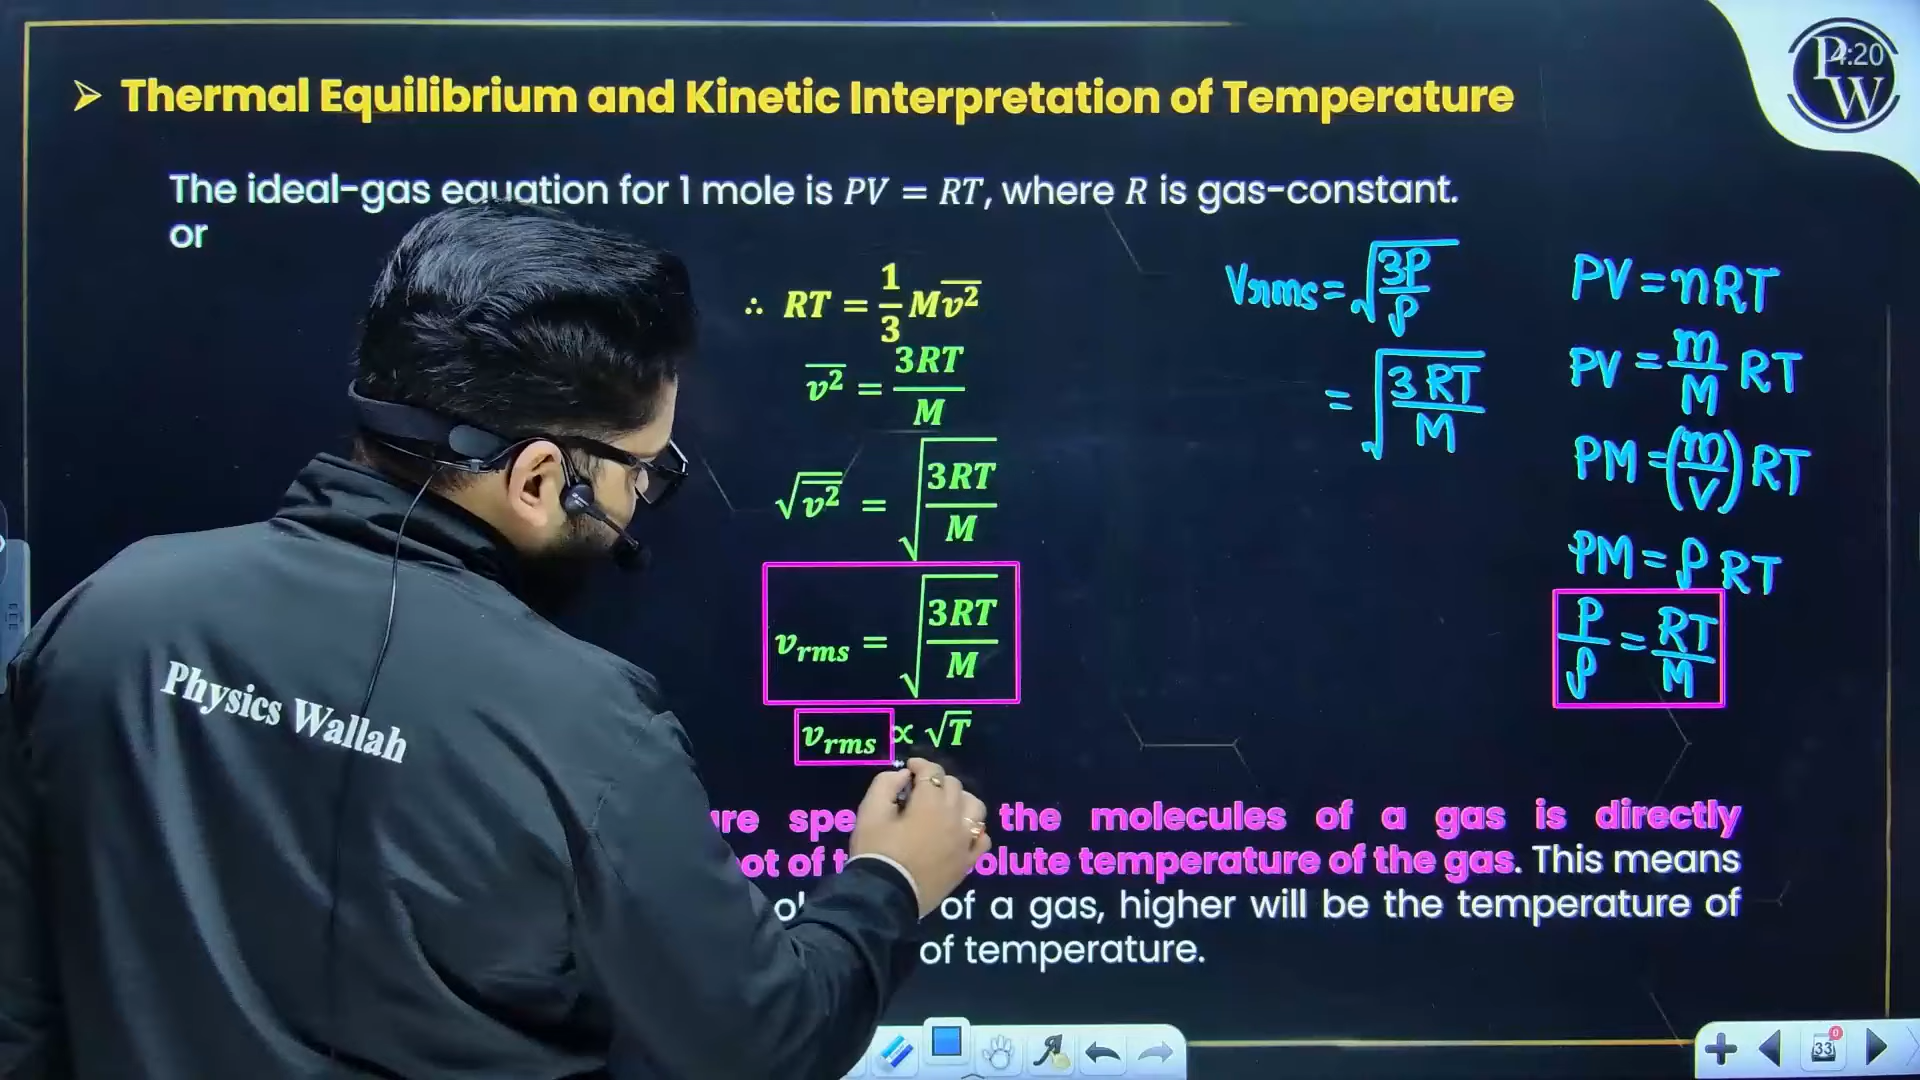 4:20
PW
➤ Thermal Equilibrium and Kinetic Interpretation of Temperature
The ideal-gas equation for 1 mole is PV = RT, where R is gas-constant.
or
∴ RT = 1/3 M v̅²
v̅² = 3RT/M
√v̅² = √(3RT/M)
v_rms = √(3RT/M)
v_rms ∝ √T
Vrms = √(3P/ρ)
= √(3RT/M)
PV = nRT
PV = m/M RT
PM = (m/V) RT
PM = ρRT
P/ρ = RT/M
the molecules of a gas is directly
of temperature of the gas. This means
of a gas, higher will be the temperature of
of temperature.
Physics Wallah
33
0